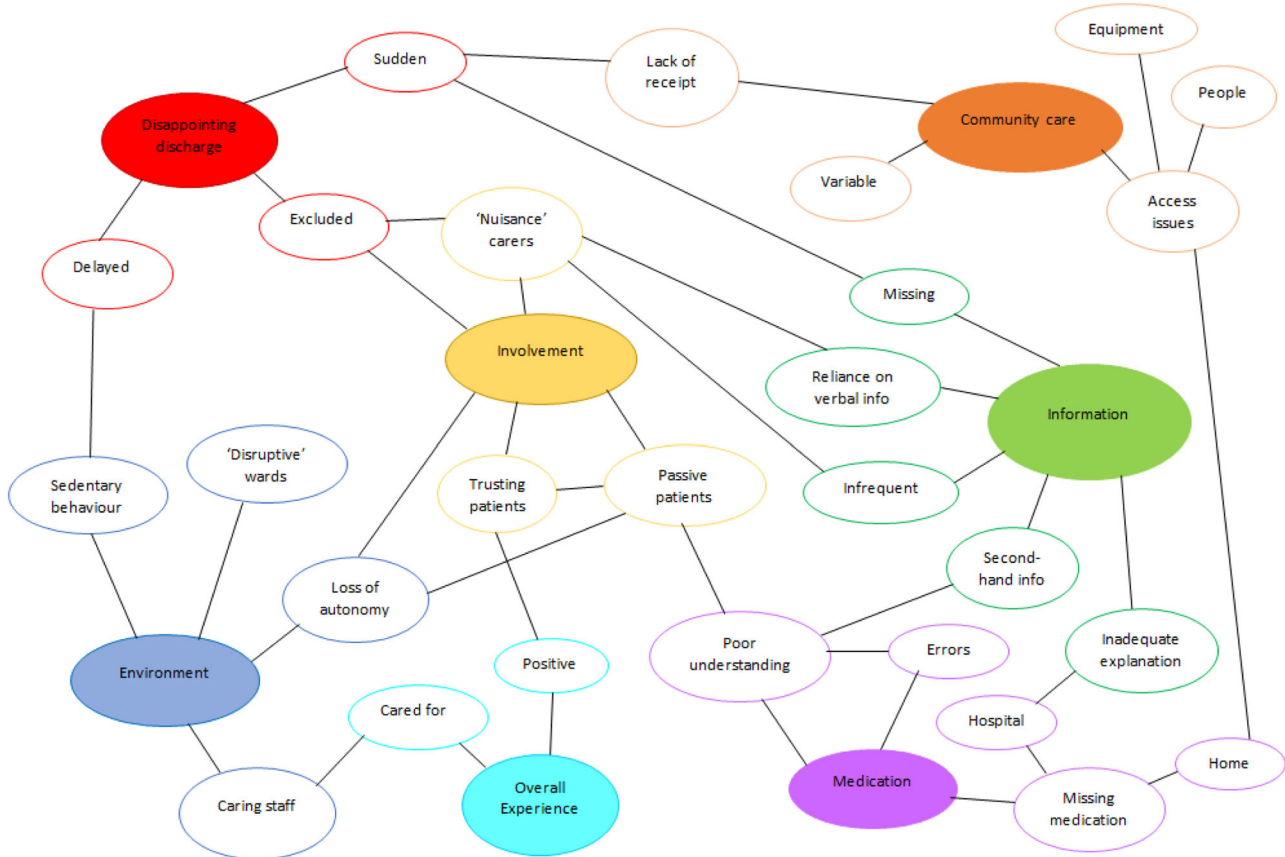 Equipment
Sudden
Lack of
receipt
People
Disappointing
discharge
Community care
Variable
Access
issues
Excluded
‘Nuisance’
carers
Delayed
Missing
Involvement
Reliance on
verbal info
Information
‘Disruptive’
wards
Sedentary
behaviour
Trusting
patients
Passive
patients
Infrequent
Second-
hand info
Loss of
autonomy
Poor
understanding
Errors
Inadequate
explanation
Environment
Positive
Cared for
Hospital
Home
Caring staff
Overall
Experience
Medication
Missing
medication